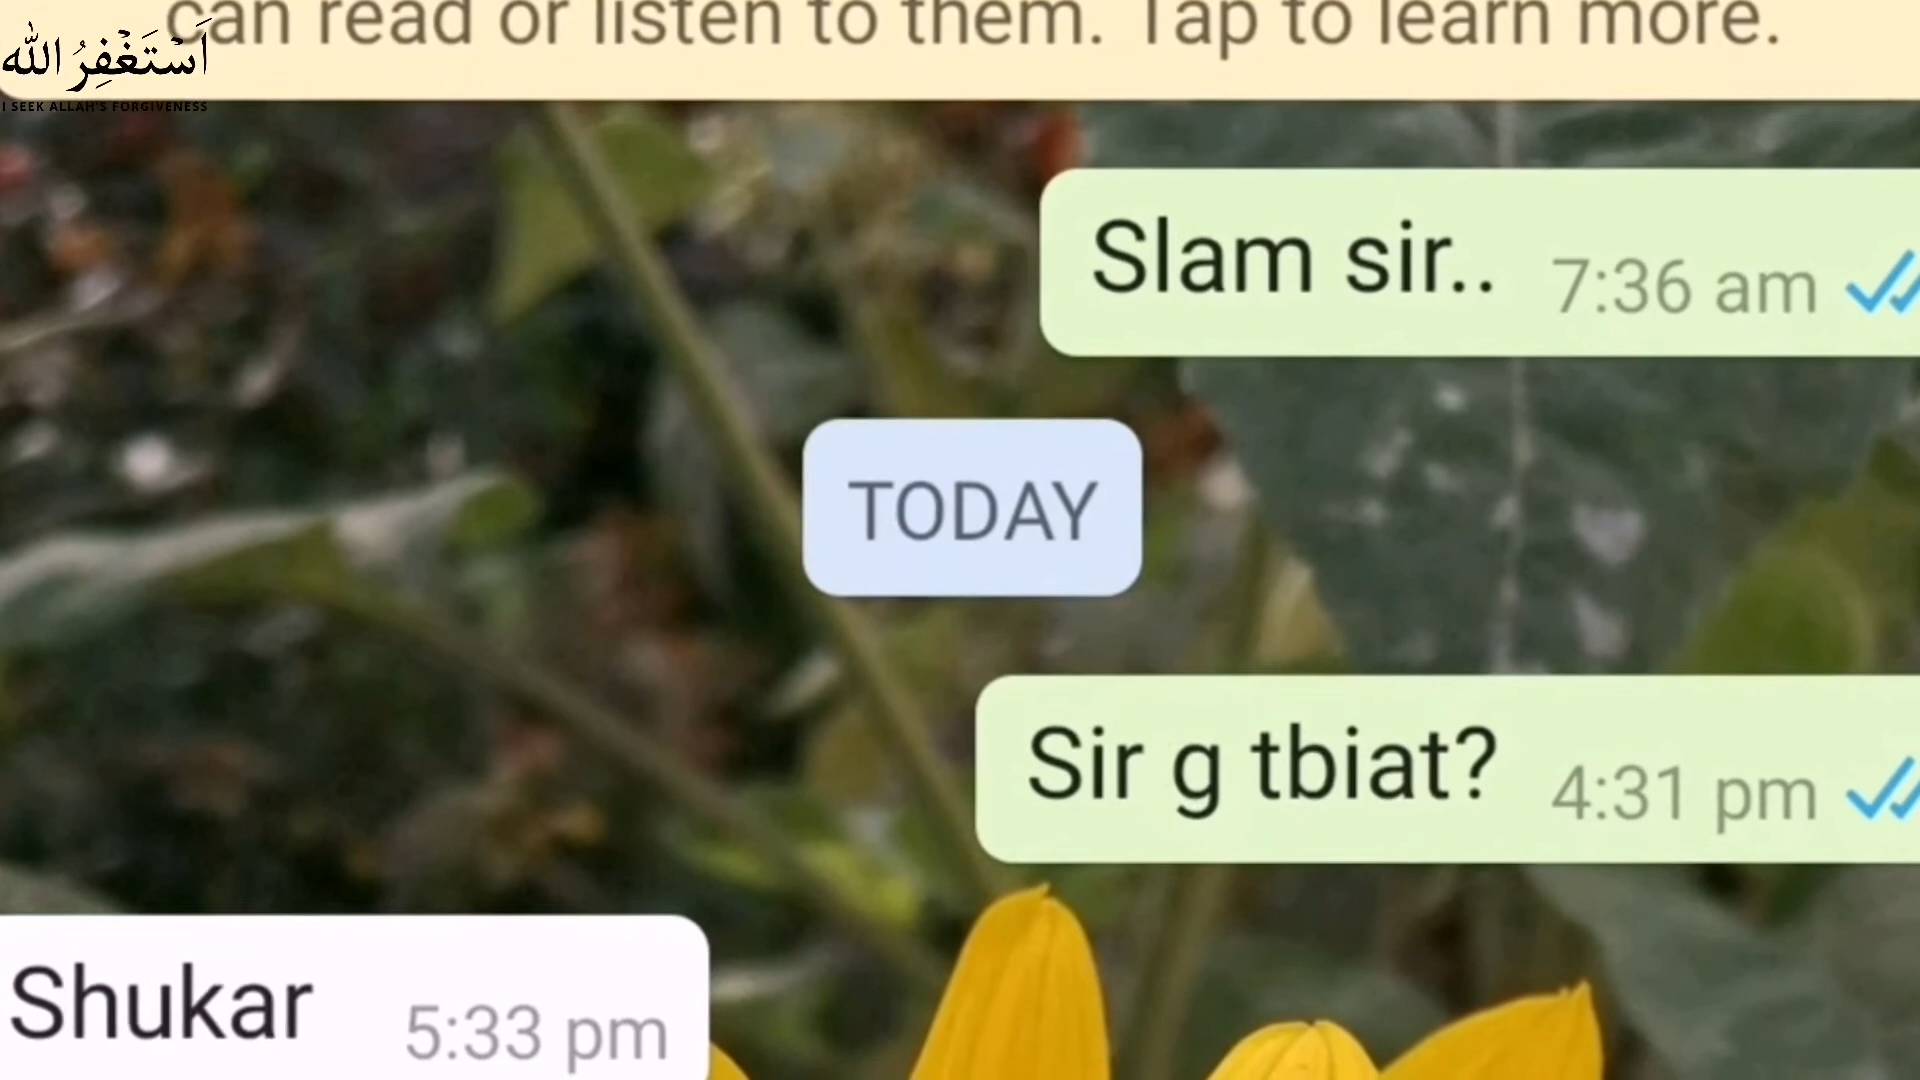 can read or listen to them. Tap to learn more.
اَسْتَغْفِرُ اللّٰه
I SEEK ALLAH'S FORGIVENESS
Slam sir.. 7:36 am
TODAY
Sir g tbiat? 4:31 pm
Shukar 5:33 pm